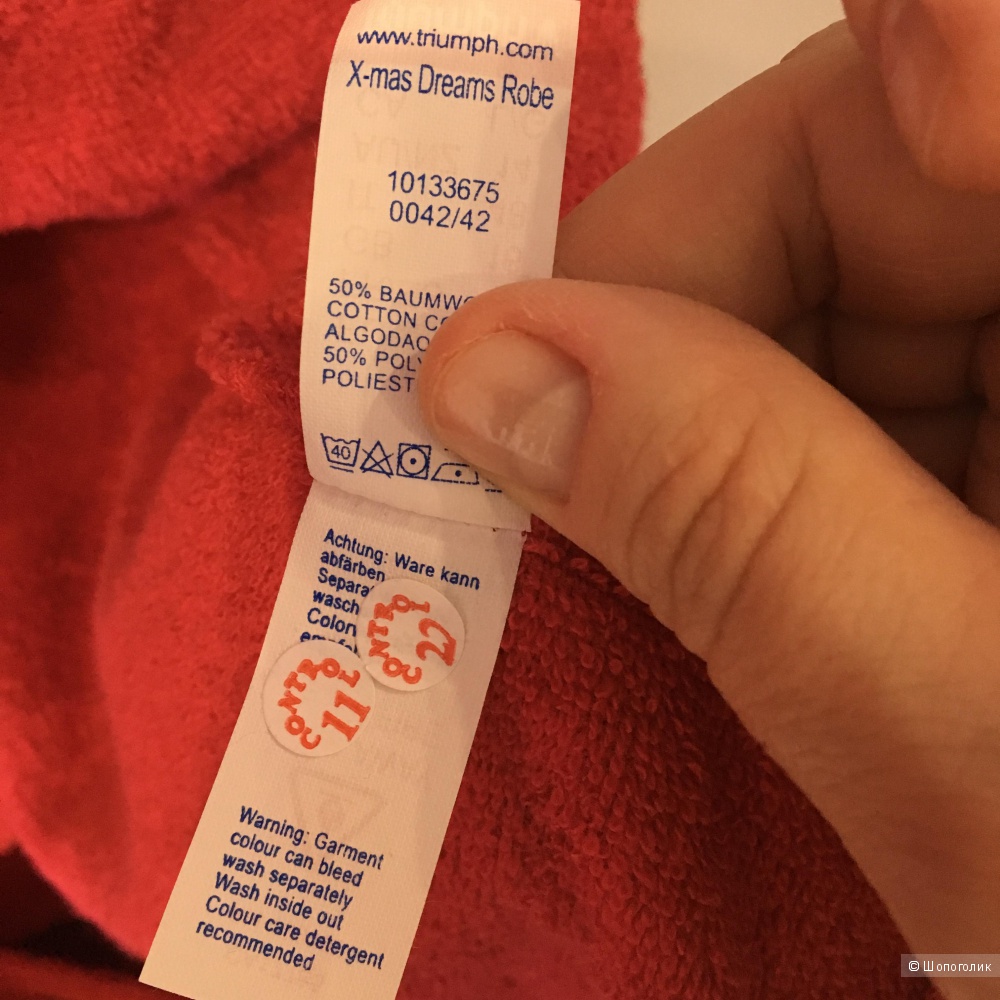 www.triumph.com
X-mas Dreams Robe
10133675
0042/42
50% BAUMWO
COTTON CO
ALGODAO
50% POLY
POLIEST
40
Achtung: Ware kann
abfärben
Separa
wasch
Color
CONTROL 22
CONTROL 11
Warning: Garment
colour can bleed
wash separately
Wash inside out
Colour care detergent
recommended
© Шопоголик